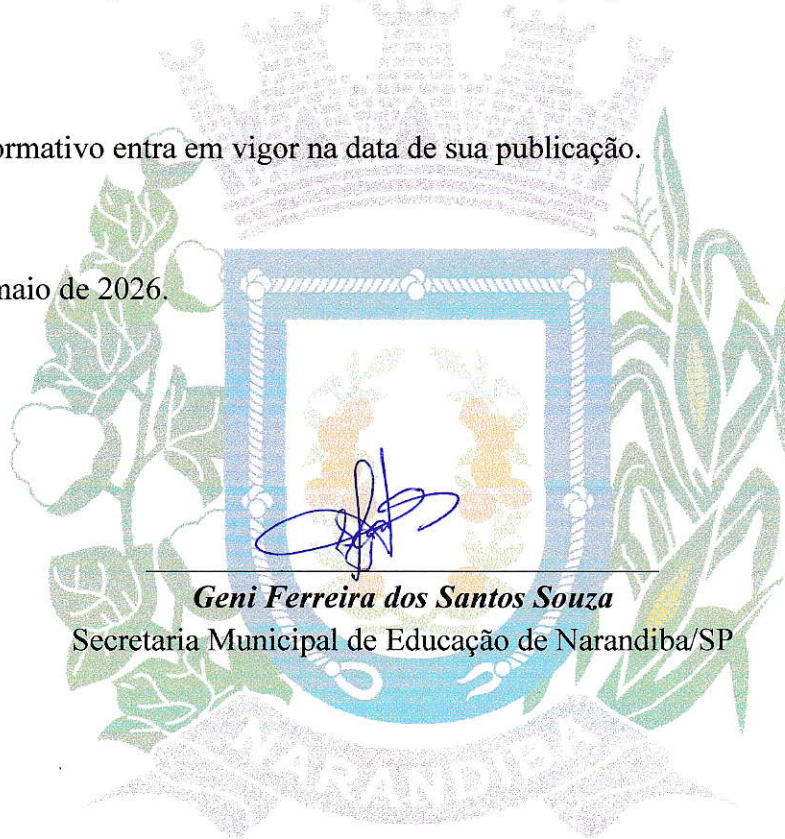 ormativo entra em vigor na data de sua publicação.
maio de 2026.
Geni Ferreira dos Santos Souza
Secretaria Municipal de Educação de Narandiba/SP
NARANDIBA